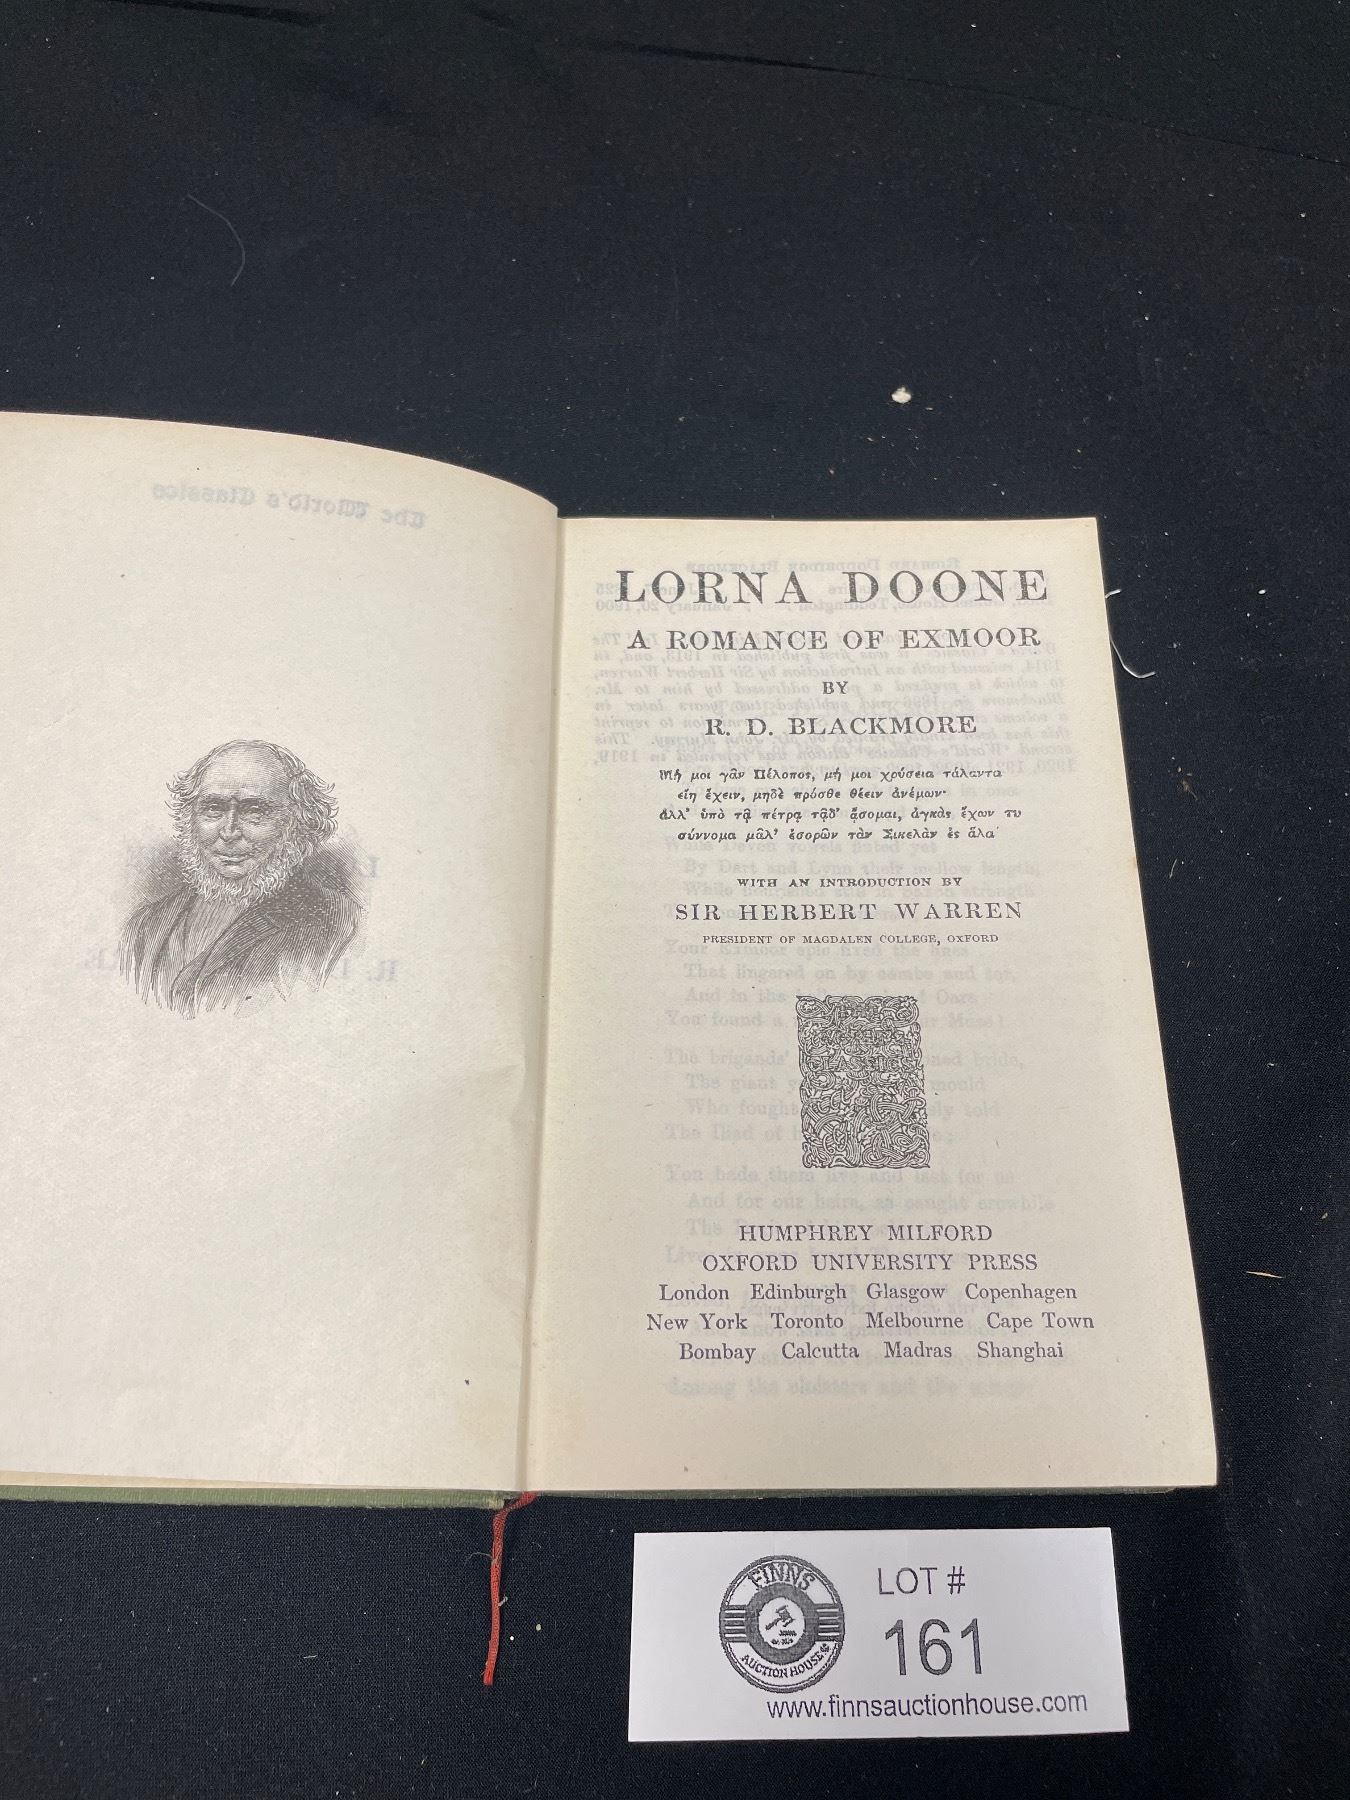 The World's Classics
LORNA DOONE
A ROMANCE OF EXMOOR
BY
R. D. BLACKMORE
Μή μοι γᾶν Πέλοπος, μή μοι χρύσεια τάλαντα
εἴη ἔχειν, μηδὲ πρόσθε θέειν ἀνέμων·
ἀλλ' ὑπὸ τᾷ πέτρᾳ τᾷδ' ᾄσομαι, ἀγκὰς ἔχων τυ
σύννομα μᾶλ' ἐσορῶν τὰν Σικελὰν ἐς ἅλα
WITH AN INTRODUCTION BY
SIR HERBERT WARREN
PRESIDENT OF MAGDALEN COLLEGE, OXFORD
HUMPHREY MILFORD
OXFORD UNIVERSITY PRESS
London Edinburgh Glasgow Copenhagen
New York Toronto Melbourne Cape Town
Bombay Calcutta Madras Shanghai
FINNS
AUCTION HOUSE
LOT #
161
www.finnsauctionhouse.com